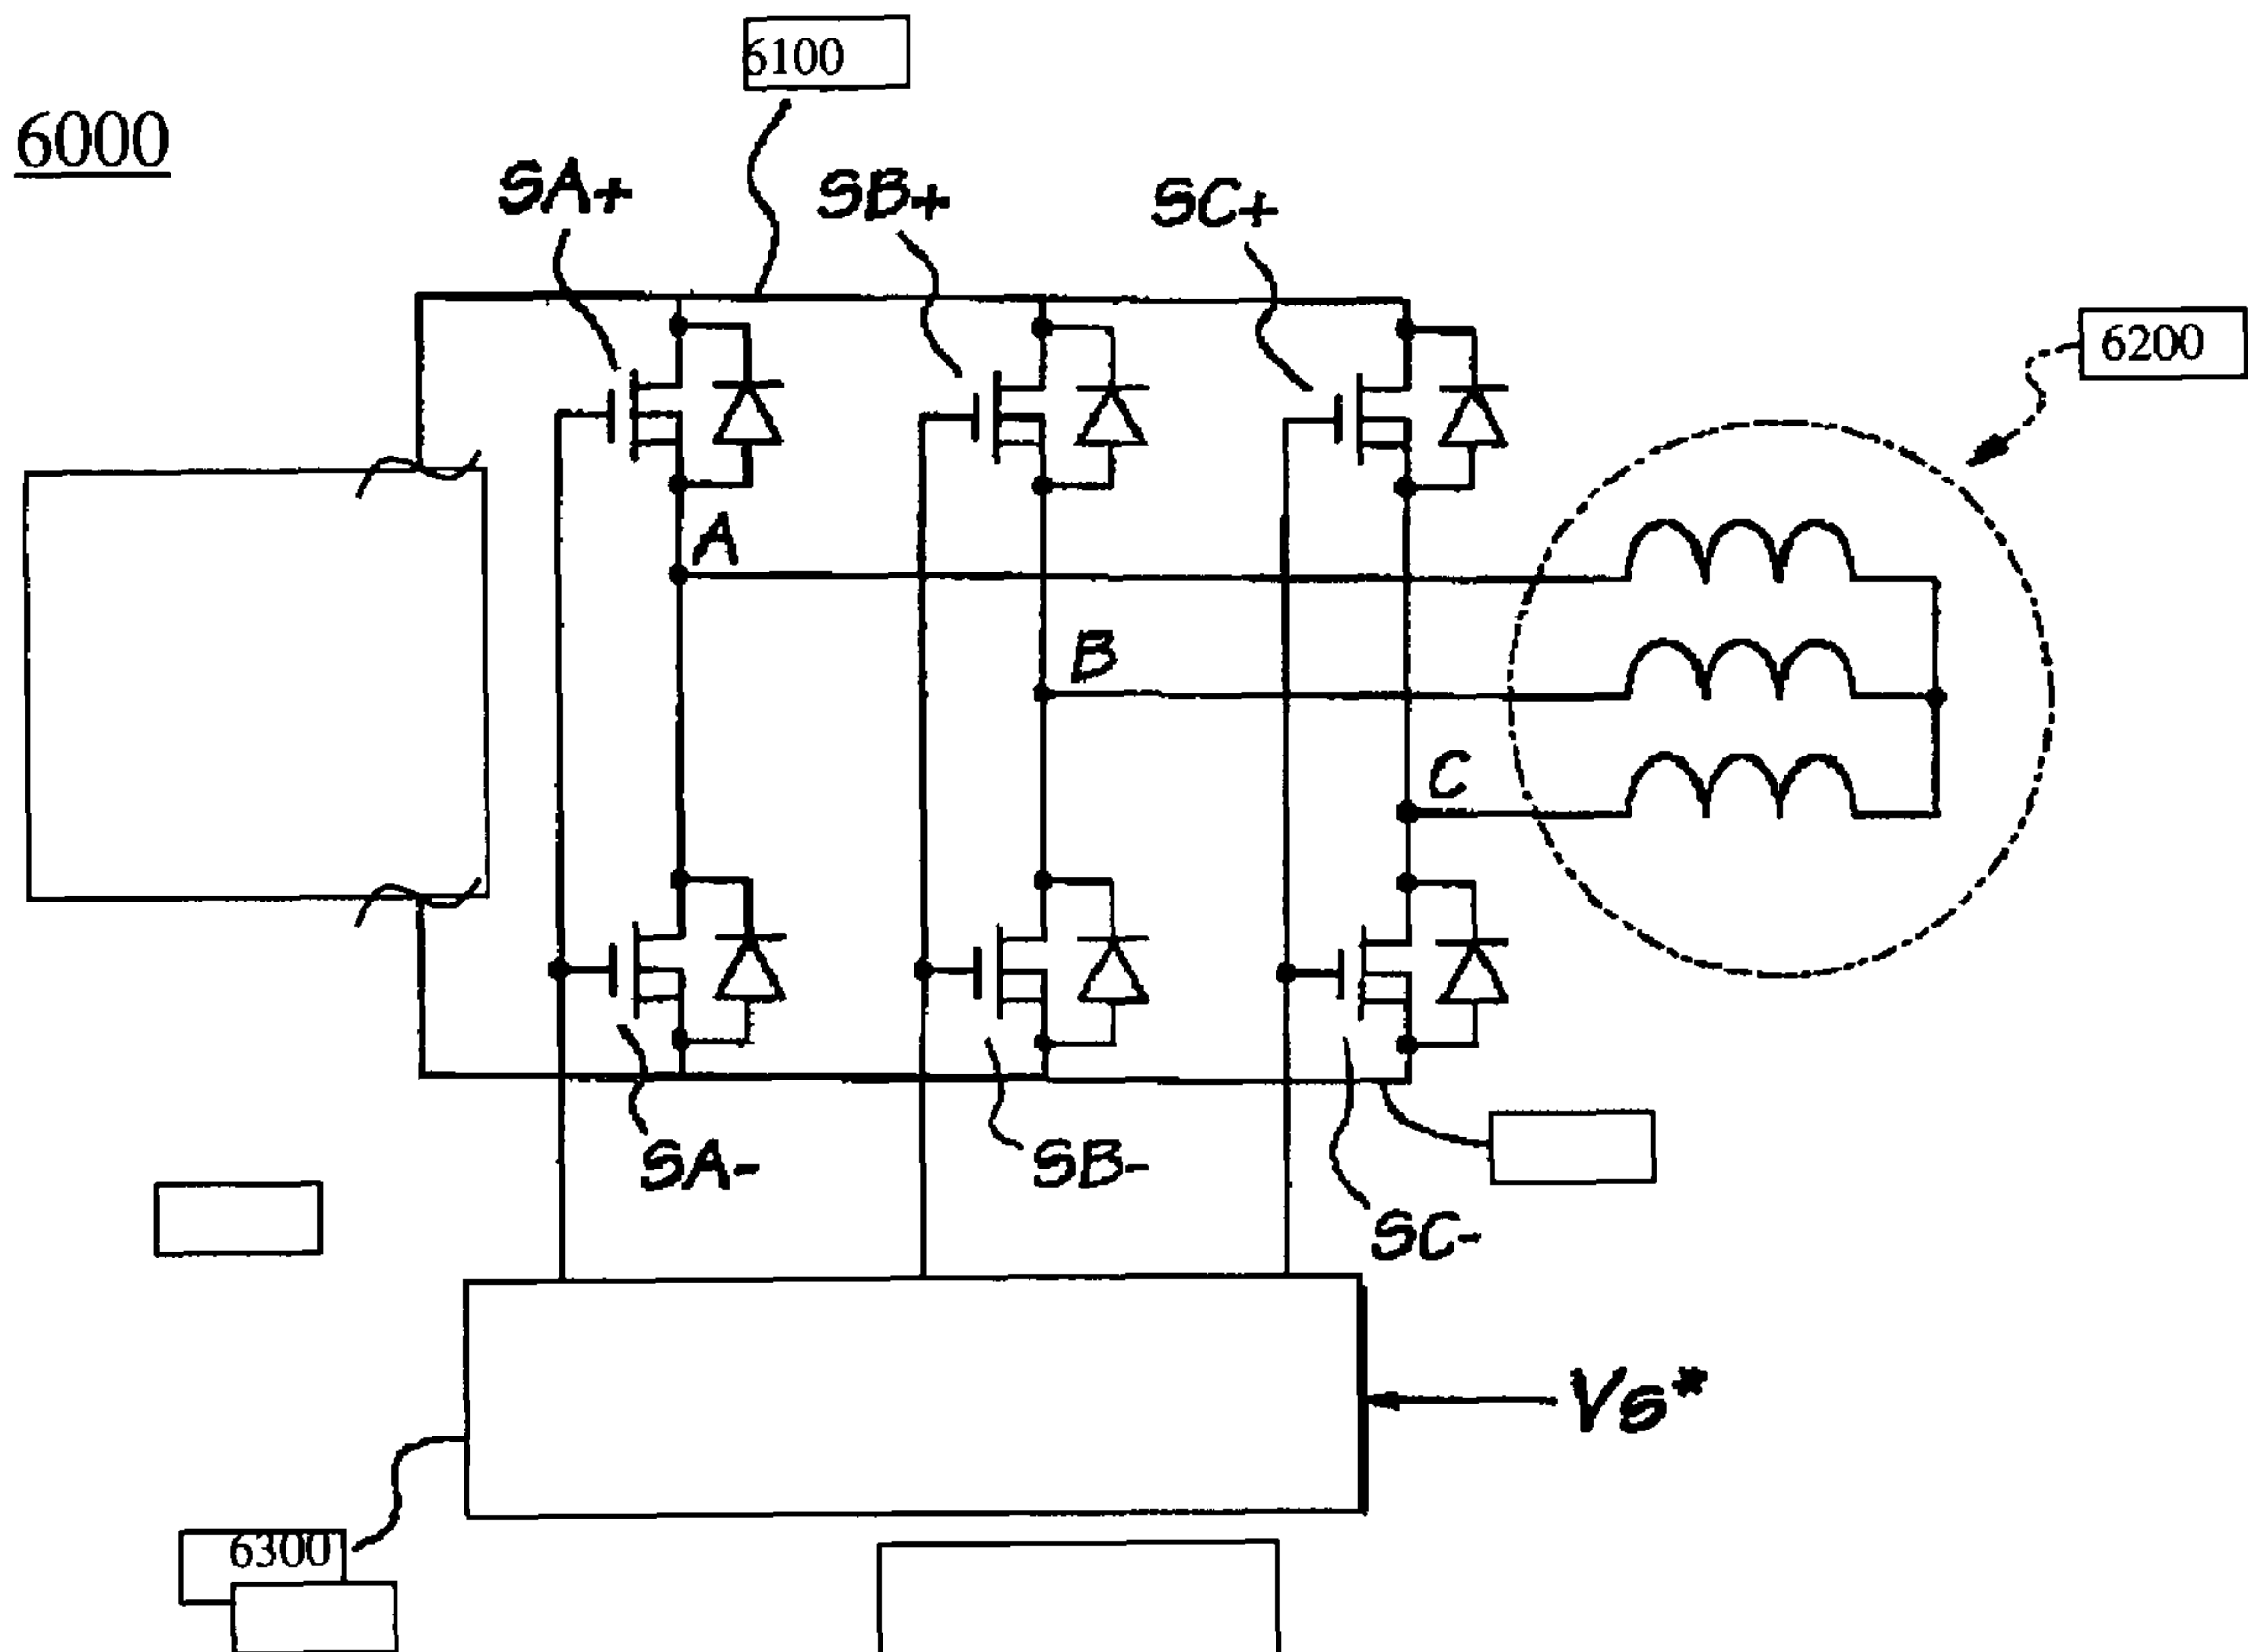 6100
6000
SA+
SB+
SC+
6200
A
B
C
SA-
SB-
SC-
Vs*
6300